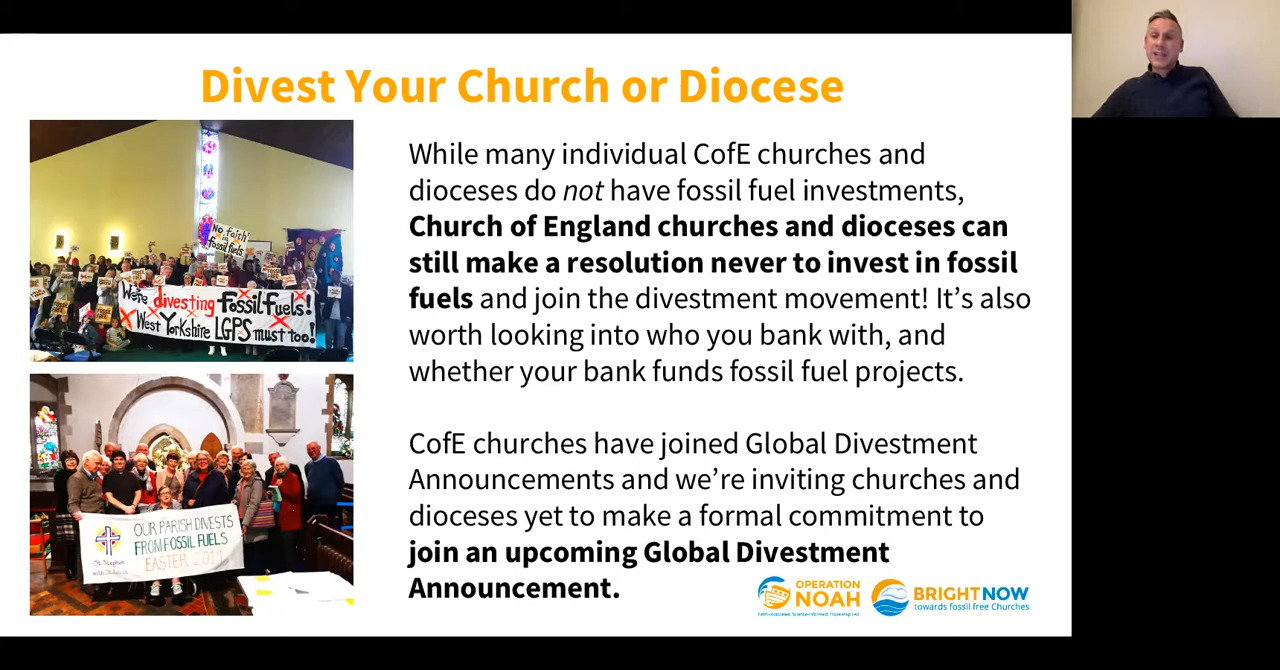 Divest Your Church or Diocese
No faith
in
fossil fuels
We're divesting Fossil Fuels!
West Yorkshire LGPS must too!
OUR PARISH DIVESTS
FROM FOSSIL FUELS
EASTER 2019
St. Stephen
While many individual CofE churches and
dioceses do not have fossil fuel investments,
Church of England churches and dioceses can
still make a resolution never to invest in fossil
fuels and join the divestment movement! It's also
worth looking into who you bank with, and
whether your bank funds fossil fuel projects.
CofE churches have joined Global Divestment
Announcements and we're inviting churches and
dioceses yet to make a formal commitment to
join an upcoming Global Divestment
Announcement.
OPERATION
NOAH
BRIGHT NOW
towards fossil free Churches